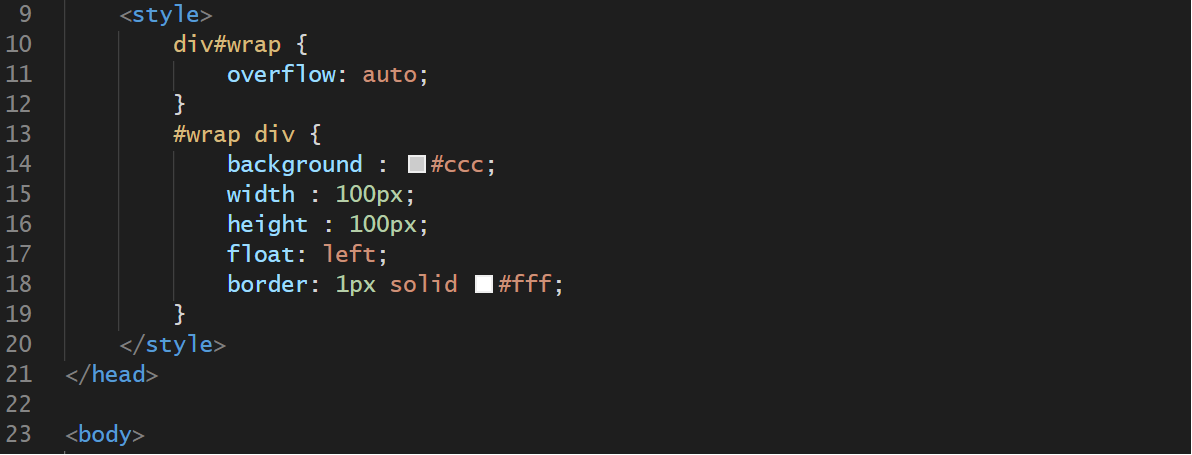 9 <style>
10 div#wrap {
11 overflow: auto;
12 }
13 #wrap div {
14 background : #ccc;
15 width : 100px;
16 height : 100px;
17 float: left;
18 border: 1px solid #fff;
19 }
20 </style>
21 </head>
22
23 <body>